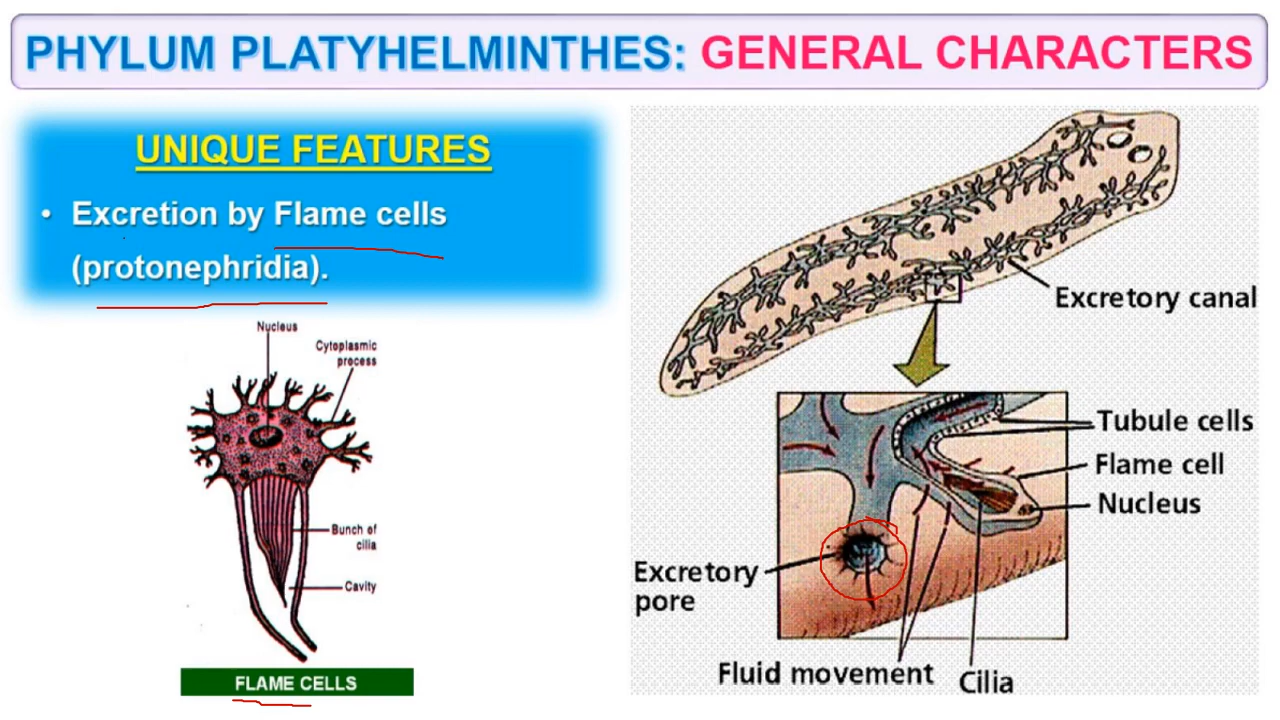 PHYLUM PLATYHELMINTHES: GENERAL CHARACTERS
UNIQUE FEATURES
• Excretion by Flame cells
(protonephridia).
Nucleus
Cytoplasmic
process
Bunch of
cilia
Cavity
FLAME CELLS
Excretory canal
Tubule cells
Flame cell
Nucleus
Excretory
pore
Fluid movement
Cilia